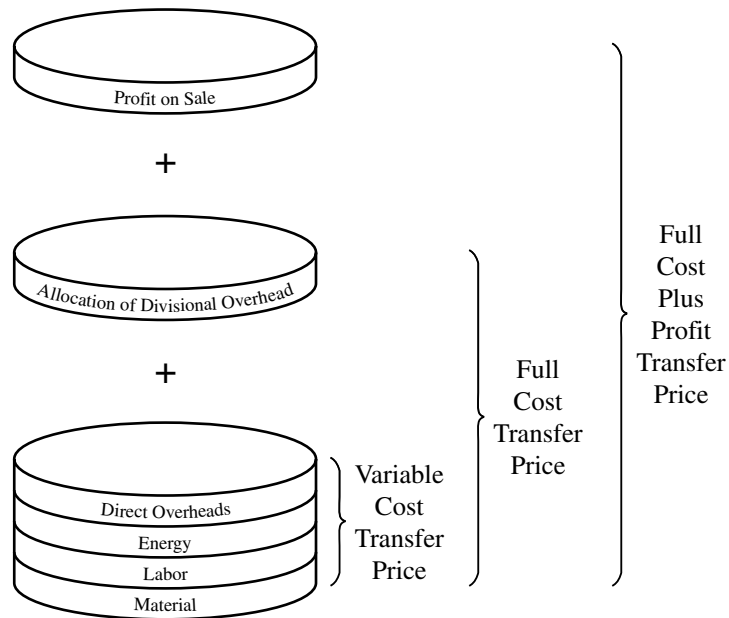 Profit on Sale
+
Allocation of Divisional Overhead
+
Direct Overheads
Energy
Labor
Material
Variable
Cost
Transfer
Price
Full
Cost
Transfer
Price
Full
Cost
Plus
Profit
Transfer
Price